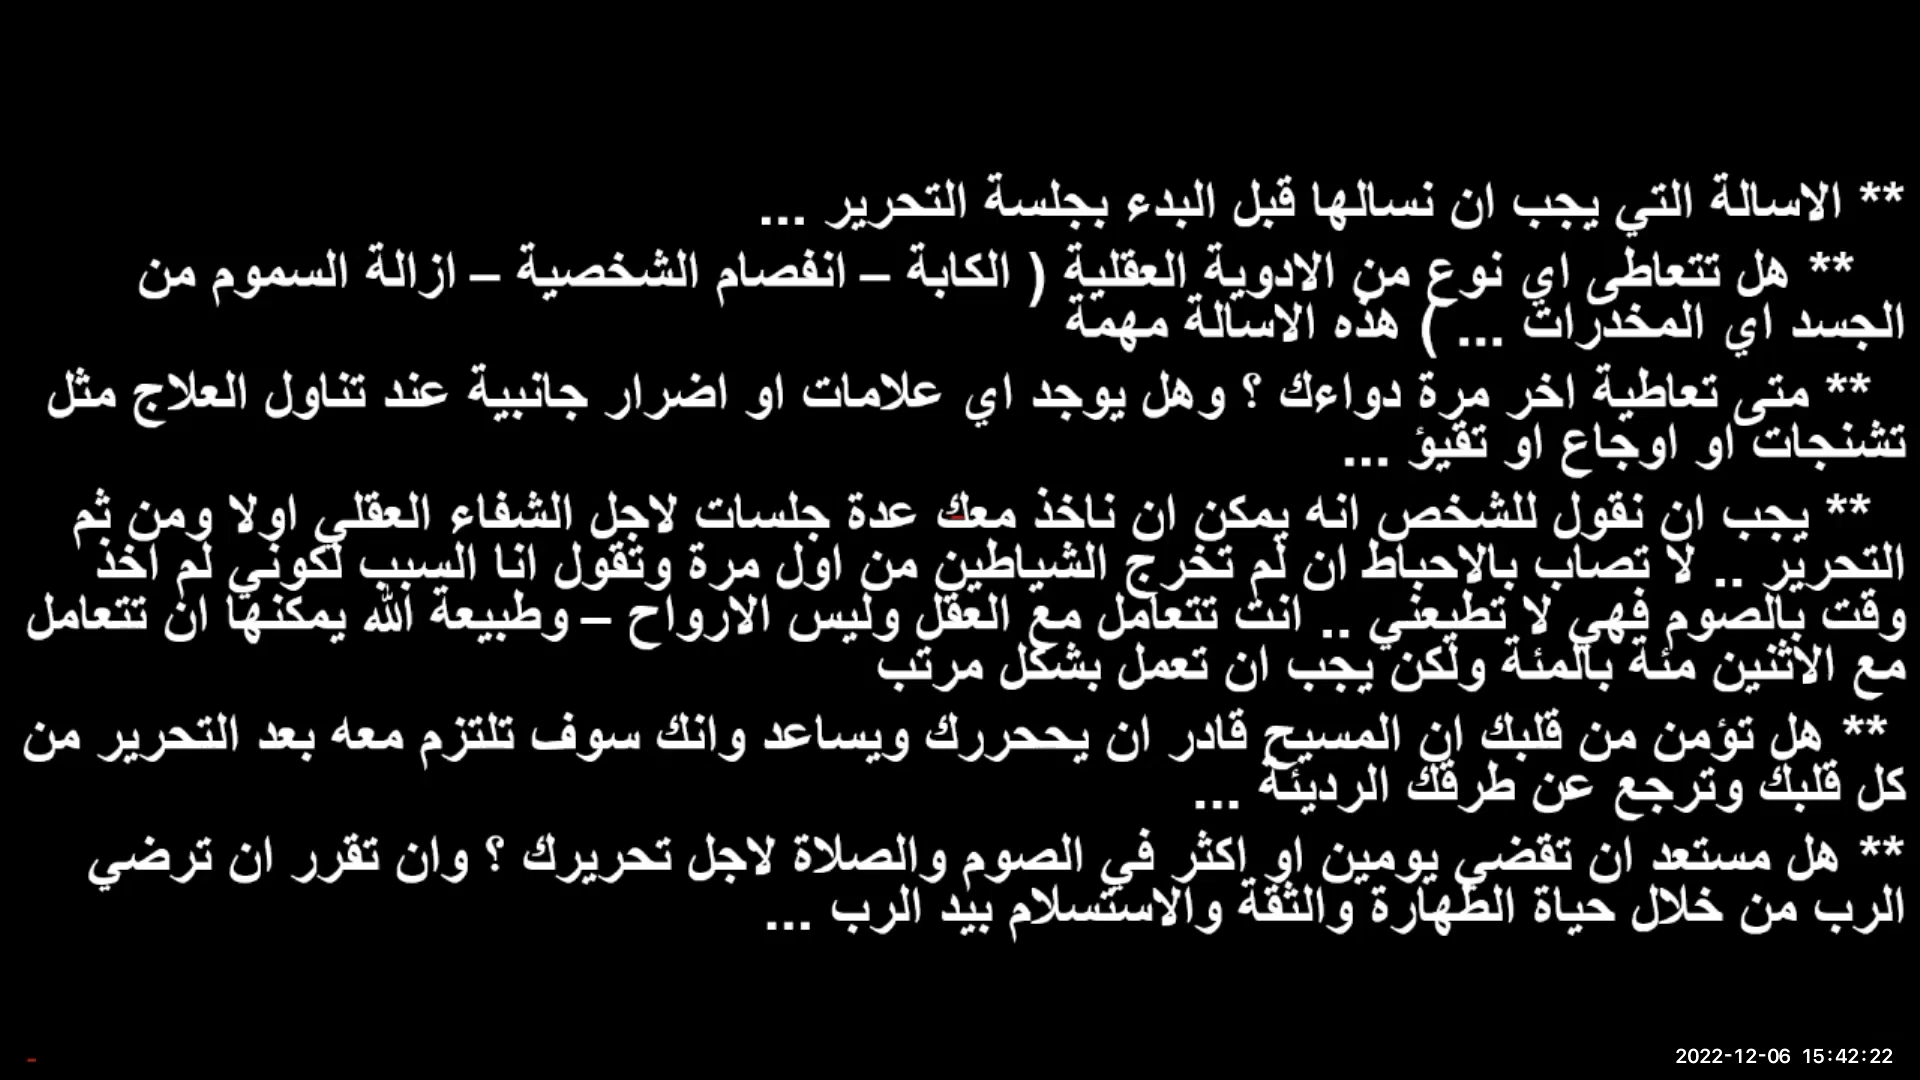 ** الاسالة التي يجب ان نسالها قبل البدء بجلسة التحرير ...
** هل تتعاطى اي نوع من الادوية العقلية ( الكابة – انفصام الشخصية – ازالة السموم من
الجسد اي المخدرات ... ) هذه الاسالة مهمة
** متى تعاطية اخر مرة دواءك ؟ وهل يوجد اي علامات او اضرار جانبية عند تناول العلاج مثل
تشنجات او اوجاع او تقيؤ ...
** يجب ان نقول للشخص انه يمكن ان ناخذ معك عدة جلسات لاجل الشفاء العقلي اولا ومن ثم
التحرير .. لا تصاب بالاحباط ان لم تخرج الشياطين من اول مرة وتقول انا السبب لكوني لم اخذ
وقت بالصوم فهي لا تطيعني .. انت تتعامل مع العقل وليس الارواح – وطبيعة الله يمكنها ان تتعامل
مع الاثنين مئة بالمئة ولكن يجب ان تعمل بشكل مرتب
** هل تؤمن من قلبك ان المسيح قادر ان يححررك ويساعد وانك سوف تلتزم معه بعد التحرير من
كل قلبك وترجع عن طرقك الرديئة ...
** هل مستعد ان تقضي يومين او اكثر في الصوم والصلاة لاجل تحريرك ؟ وان تقرر ان ترضي
الرب من خلال حياة الطهارة والثقة والاستسلام بيد الرب ...
2022-12-06 15:42:22